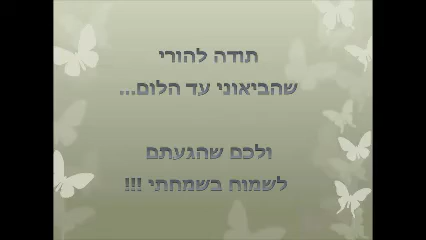 תודה להורי
שהביאוני עד הלום...
ולכם שהגעתם
לשמוח בשמחתי !!!